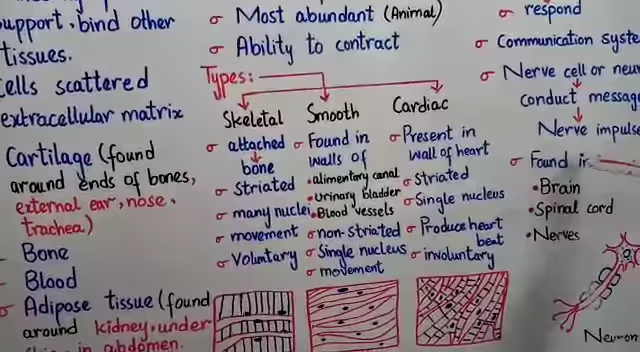 support, bind other
tissues.
cells scattered
extracellular matrix
Cartilage (found
around ends of bones,
external ear, nose,
trachea)
- Bone
- Blood
Adipose tissue (found
around kidney, under
in abdomen.
Most abundant (Animal)
Ability to contract
Types:-
Skeletal
attached
bone
Striated
many nuclei
movement
Voluntary
Smooth
Found in
walls of
• alimentary canal
• urinary bladder
• Blood vessels
non-striated
Single nucleus
movement
Cardiac
Present in
wall of heart
Striated
Single nucleus
Produce heart
beat
involuntary
respond
Communication
Nerve cell or
conduct
Nerve
Found in
• Brain
• Spinal cord
• Nerves
Neuron